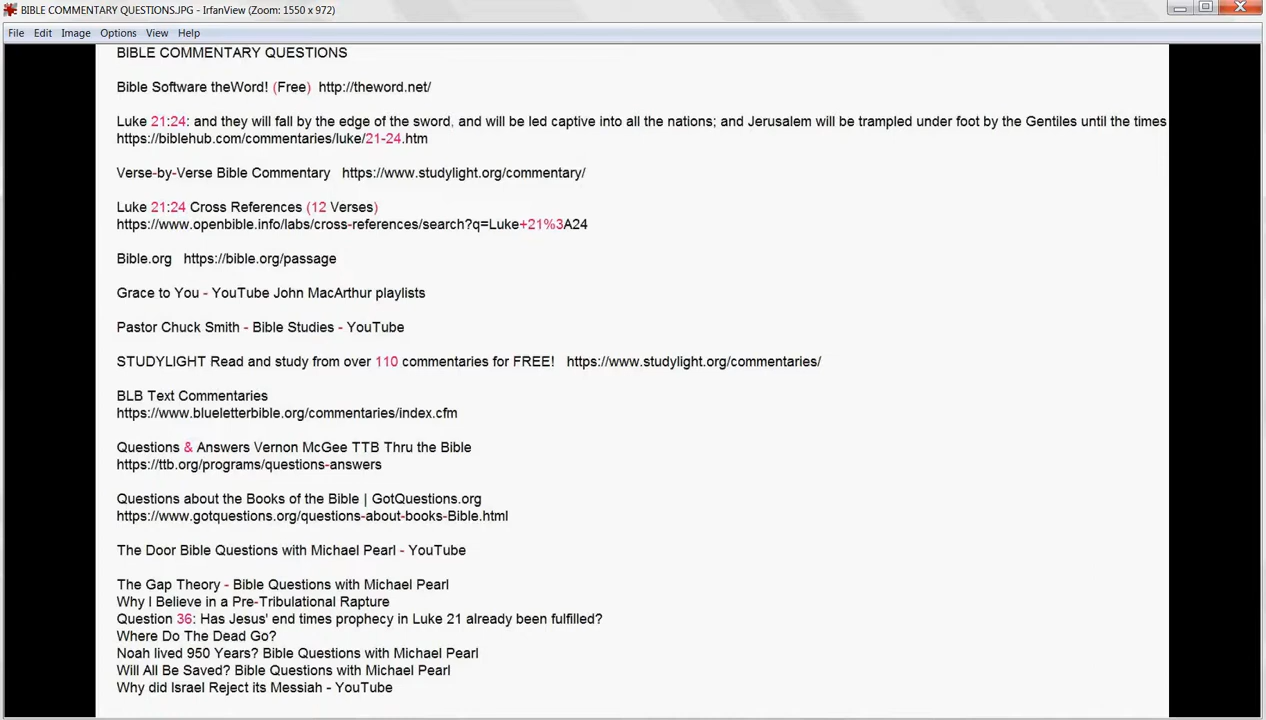 BIBLE COMMENTARY QUESTIONS.JPG - IrfanView (Zoom: 1550 x 972)
File Edit Image Options View Help
BIBLE COMMENTARY QUESTIONS
Bible Software theWord! (Free) http://theword.net/
Luke 21:24: and they will fall by the edge of the sword, and will be led captive into all the nations; and Jerusalem will be trampled under foot by the Gentiles until the times
https://biblehub.com/commentaries/luke/21-24.htm
Verse-by-Verse Bible Commentary https://www.studylight.org/commentary/
Luke 21:24 Cross References (12 Verses)
https://www.openbible.info/labs/cross-references/search?q=Luke+21%3A24
Bible.org https://bible.org/passage
Grace to You - YouTube John MacArthur playlists
Pastor Chuck Smith - Bible Studies - YouTube
STUDYLIGHT Read and study from over 110 commentaries for FREE! https://www.studylight.org/commentaries/
BLB Text Commentaries
https://www.blueletterbible.org/commentaries/index.cfm
Questions & Answers Vernon McGee TTB Thru the Bible
https://ttb.org/programs/questions-answers
Questions about the Books of the Bible | GotQuestions.org
https://www.gotquestions.org/questions-about-books-Bible.html
The Door Bible Questions with Michael Pearl - YouTube
The Gap Theory - Bible Questions with Michael Pearl
Why I Believe in a Pre-Tribulational Rapture
Question 36: Has Jesus' end times prophecy in Luke 21 already been fulfilled?
Where Do The Dead Go?
Noah lived 950 Years? Bible Questions with Michael Pearl
Will All Be Saved? Bible Questions with Michael Pearl
Why did Israel Reject its Messiah - YouTube